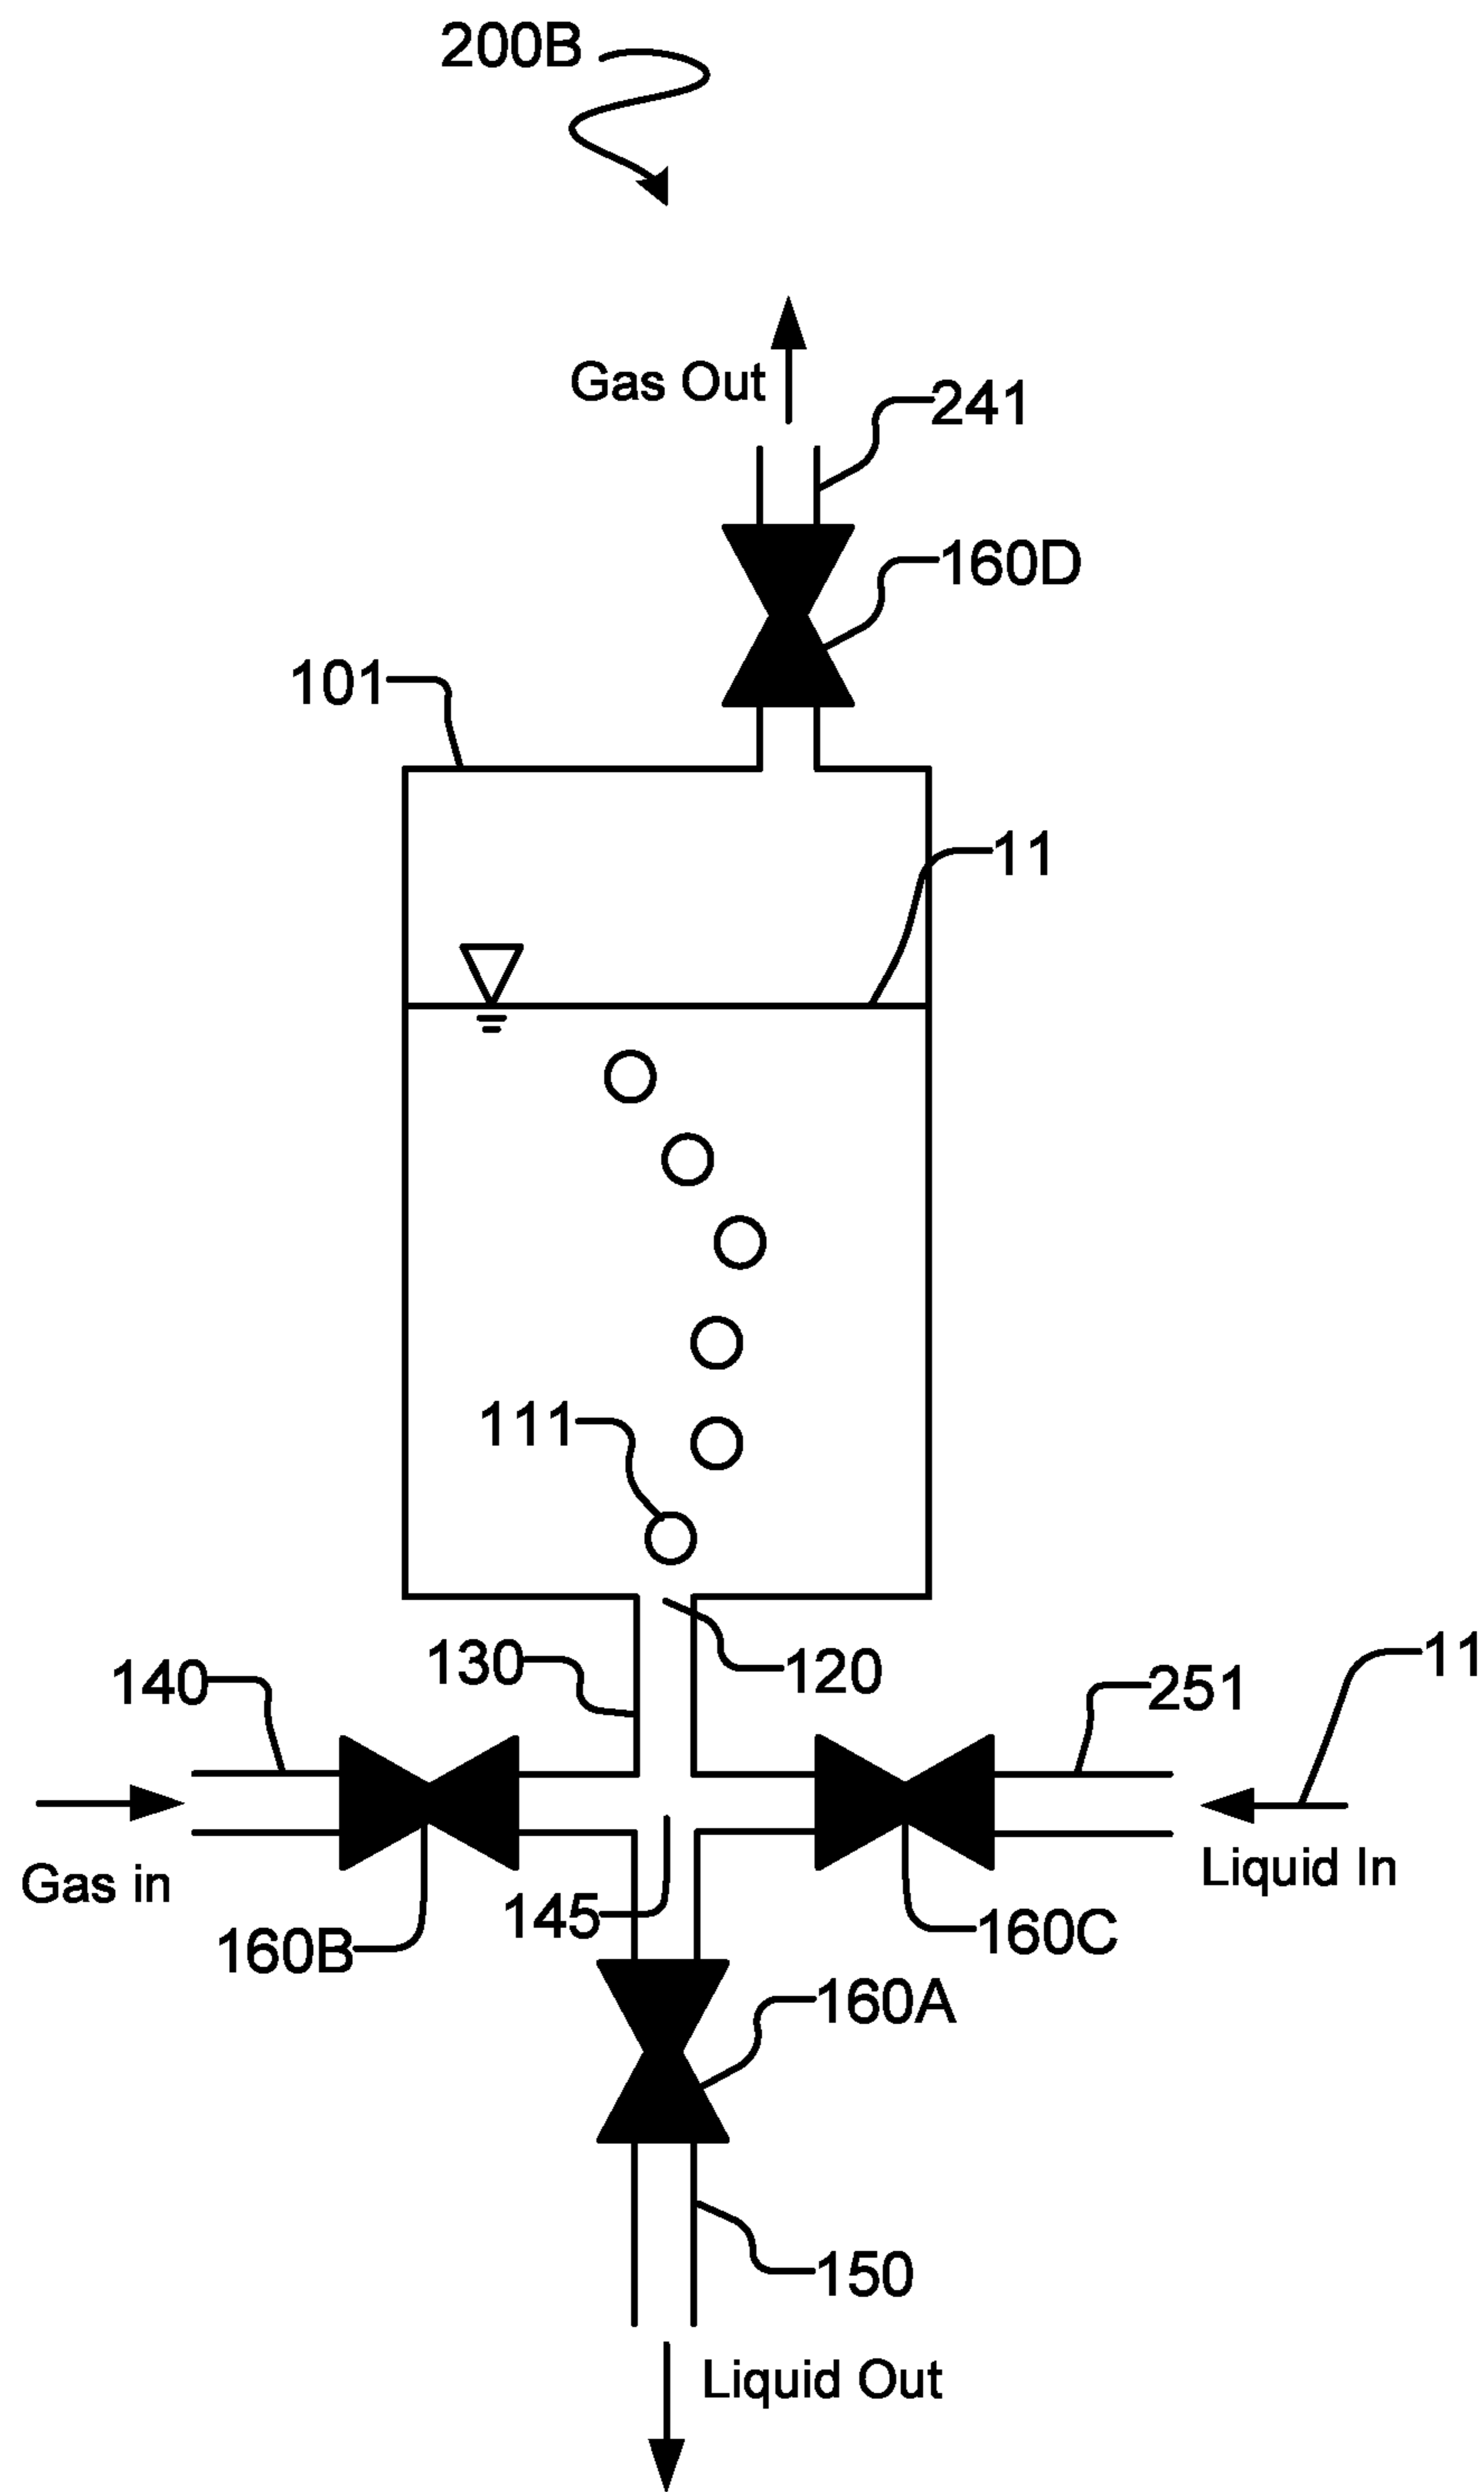 200B
Gas Out
241
160D
101
11
111
130
120
140
251
11
Gas in
Liquid In
145
160B
160C
160A
150
Liquid Out